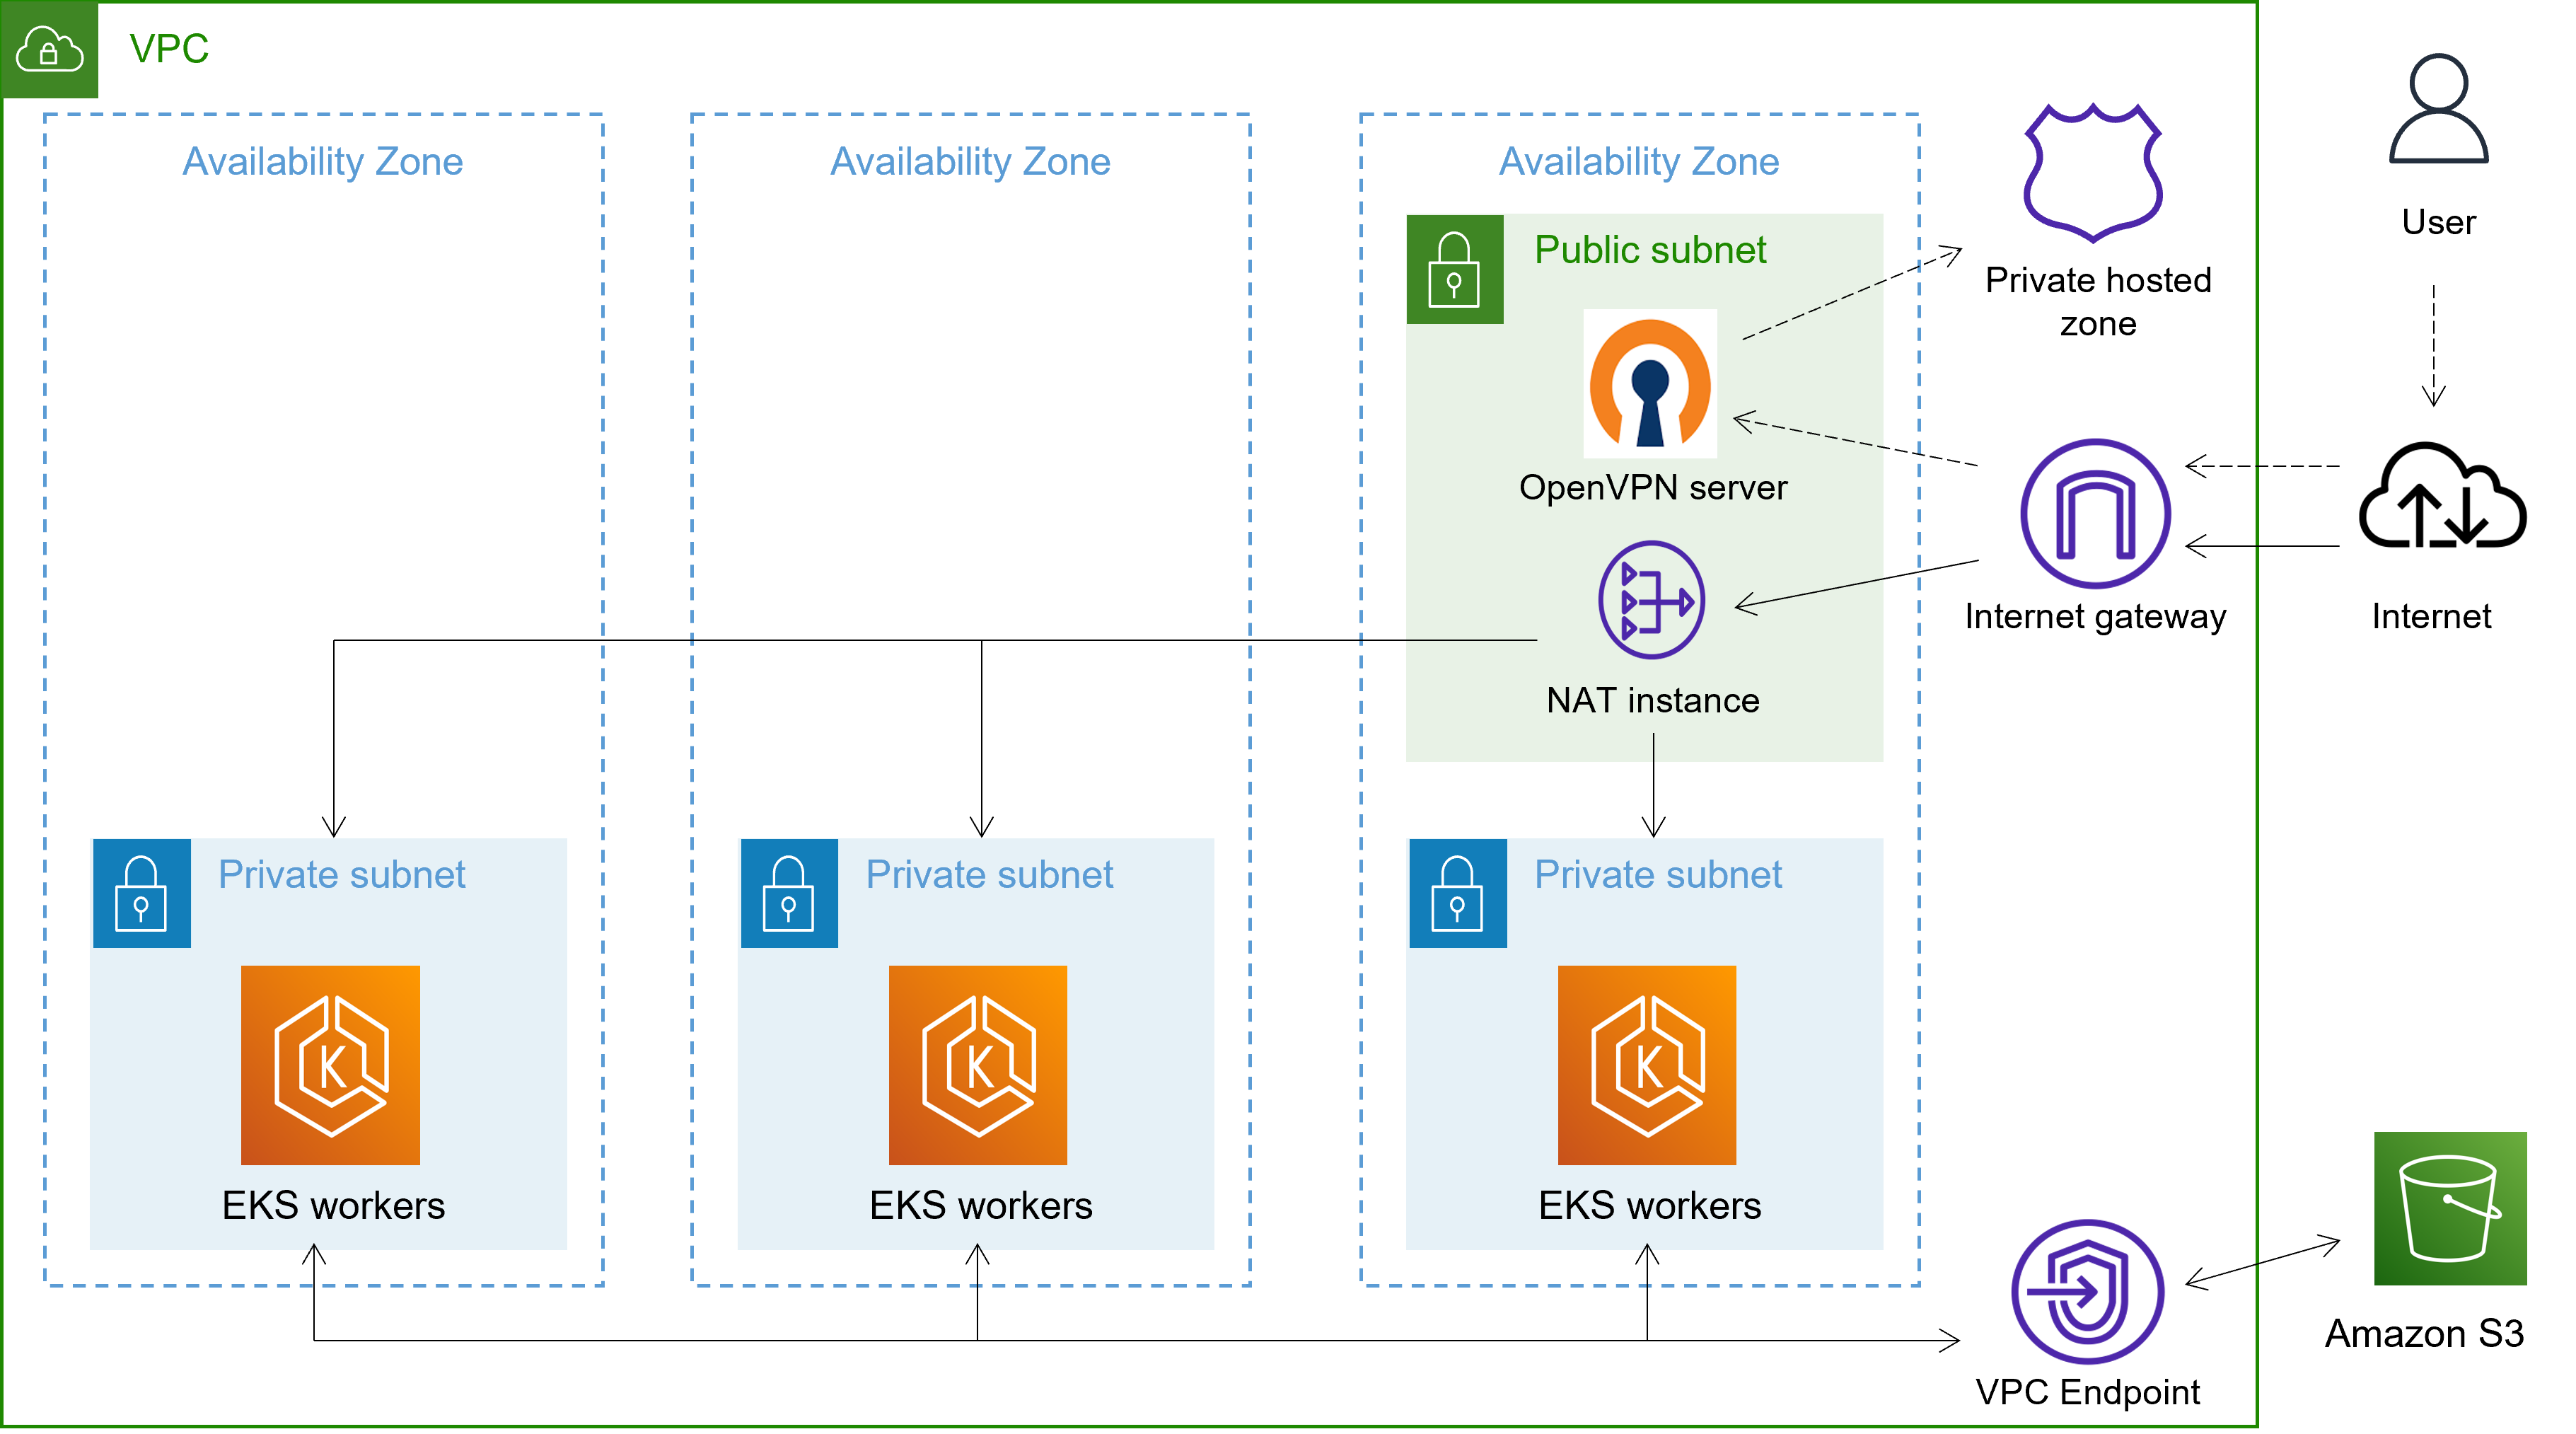 VPC
Availability Zone
Availability Zone
Availability Zone
Public subnet
OpenVPN server
NAT instance
Private hosted
zone
User
Internet gateway
Internet
Private subnet
K
EKS workers
Private subnet
K
EKS workers
Private subnet
K
EKS workers
VPC Endpoint
Amazon S3